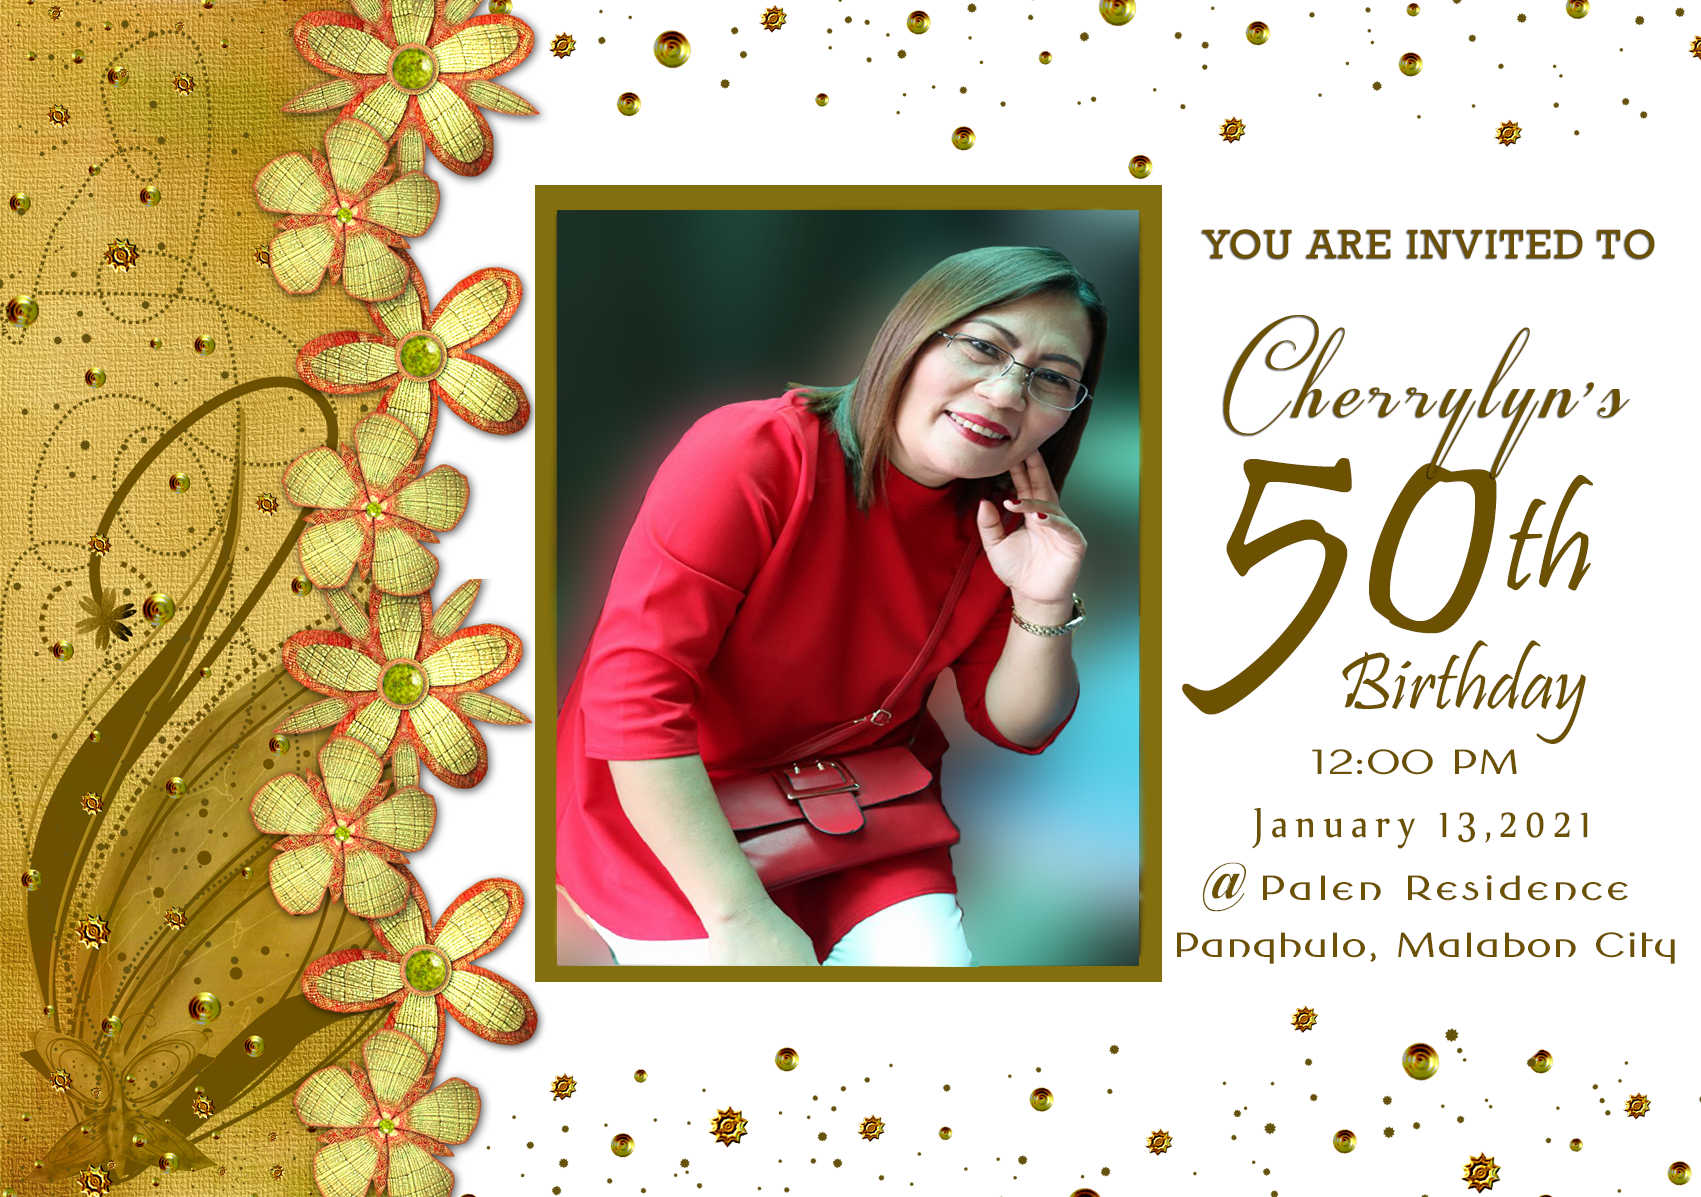 YOU ARE INVITED TO
Cherrylyn's
50th
Birthday
12:00 PM
January 13,2021
@ Palen Residence
Panghulo, Malabon City